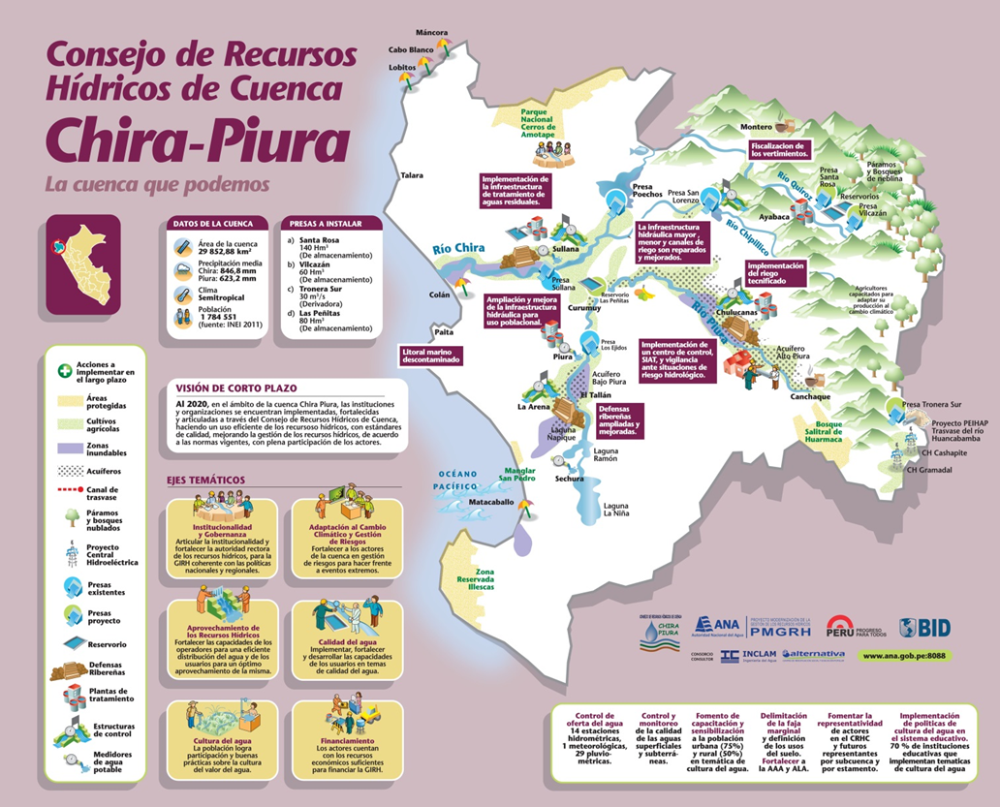 Consejo de Recursos
Hídricos de Cuenca
Chira-Piura
La cuenca que podemos
DATOS DE LA CUENCA
Área de la cuenca
29 852,88 km²
Precipitación media
Chira: 846,8 mm
Piura: 623,2 mm
Clima
Semitropical
Población
1 784 551
(fuente: INEI 2011)
PRESAS A INSTALAR
a) Santa Rosa
140 Hm³
(De almacenamiento)
b) Vilcazán
60 Hm³
(De almacenamiento)
c) Tronera Sur
30 m³/s
(Derivadora)
d) Las Peñitas
80 Hm³
(De almacenamiento)
Acciones a
implementar en
el largo plazo
Áreas
protegidas
Cultivos
agrícolas
Zonas
inundables
Acuíferos
Canal de
trasvase
Páramos
y bosques
nublados
Proyecto
Central
Hidroeléctrica
Presas
existentes
Presas
proyecto
Reservorio
Defensas
Ribereñas
Plantas de
tratamiento
Estructuras
de control
Medidores
de agua
potable
VISIÓN DE CORTO PLAZO
Al 2020, en el ámbito de la cuenca Chira Piura, las instituciones
y organizaciones se encuentran implementadas, fortalecidas
y articuladas a través del Consejo de Recursos Hídricos de Cuenca,
haciendo un uso eficiente de los recursoso hídricos, con estándares
de calidad, mejorando la gestión de los recursos hídricos, de acuerdo
a las normas vigentes, con plena participación de los actores.
EJES TEMÁTICOS
Institucionalidad
y Gobernanza
Articular la institucionalidad y
fortalecer la autoridad rectora
de los recursos hídricos, para la
GIRH coherente con las políticas
nacionales y regionales.
Adaptación al Cambio
Climático y Gestión
de Riesgos
Fortalecer a los actores
de la cuenca en gestión
de riesgos para hacer frente
a eventos extremos.
Aprovechamiento de
los Recursos Hídricos
Fortalecer las capacidades de los
operadores para una eficiente
distribución del agua y de los
usuarios para un óptimo
aprovechamiento de la misma.
Calidad del agua
Implementar, fortalecer
y desarrollar las capacidades
de los usuarios en temas
de calidad del agua.
Cultura del agua
La población logra
participación y buenas
prácticas sobre la cultura
del valor del agua.
Financiamiento
Los actores cuentan
con los recursos
económicos suficientes
para financiar la GIRH.
Máncora
Cabo Blanco
Lobitos
Talara
Parque
Nacional
Cerros de
Amotape
Implementación de
la infraestructura
de tratamiento de
aguas residuales.
Río Chira
Sullana
Presa
Sullana
Colán
Paita
Litoral marino
descontaminado
Ampliación y mejora
de la infraestructura
hidráulica para
uso poblacional.
Presa
Poechos
Presa San
Lorenzo
Montero
Fiscalizacion de
los vertimientos.
Río Quiroz
Presa
Santa
Rosa
Páramos
y Bosques
de neblina
Reservorios
Presa
Vilcazán
Ayabaca
Río Chipillico
La infraestructura
hidráulica mayor,
menor y canales de
riego son reparados
y mejorados.
implementación
del riego
tecnificado
Agricultores
capacitados para
adaptar su
producción al
cambio climático
Reservorio
Las Peñitas
Curumuy
Río Piura
Chulucanas
Presa
Los Ejidos
Piura
Implementación de
un centro de control,
SIAT, y vigilancia
ante situaciones de
riesgo hidrológico.
Acuífero
Alto Piura
Acuífero
Bajo Piura
El Tallán
La Arena
Defensas
ribereñas
ampliadas y
mejoradas.
Laguna
Napique
Canchaque
Presa Tronera Sur
Proyecto PEIHAP
Trasvase del río
Huancabamba
CH Cashapite
CH Gramadal
Bosque
Salitral de
Huarmaca
Laguna
Ramón
Sechura
Manglar
San Pedro
OCÉANO
PACÍFICO
Matacaballo
Laguna
La Niña
Zona
Reservada
Illescas
CHIRA
PIURA
ANA
Autoridad Nacional del Agua
PROYECTO MODERNIZACIÓN DE LA
GESTIÓN DE LOS RECURSOS HÍDRICOS
PMGRH
PERÚ PROGRESO
PARA TODOS
BID
CONSORCIO
CONSULTOR
INCLAM
Ingeniería del Agua
alternativa
www.ana.gob.pe:8088
Control de
oferta del agua
14 estaciones
hidrométricas,
1 meteorológicas,
29 pluvio-
métricas.
Control y
monitoreo
de la calidad
de las aguas
superficiales
y subterrá-
neas.
Fomento de
capacitación y
sensibilización
a la población
urbana (75%)
y rural (50%)
en temática de
cultura del agua.
Delimitación
de la faja
marginal
y definición
de los usos
del suelo.
Fortalecer a
la AAA y ALA.
Fomentar la
representatividad
de actores
en el CRHC
y futuros
representantes
por subcuenca y
por estamento.
Implementación
de políticas de
cultura del agua en
el sistema educativo.
70 % de instituciones
educativas que
implementan tematicas
de cultura del agua